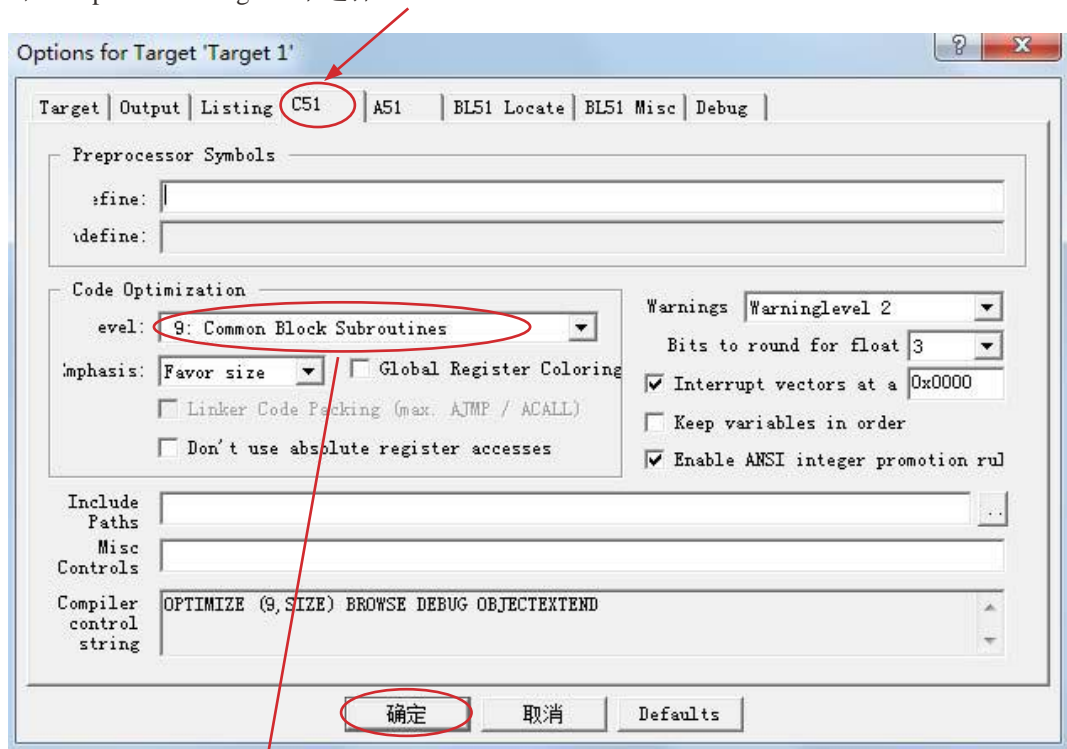 Options for Target 'Target 1'
Target Output Listing C51 A51 BL51 Locate BL51 Misc Debug
Preprocessor Symbols
efine:
define:
Code Optimization
evel: 9: Common Block Subroutines
mphasis: Favor size Global Register Coloring
Linker Code Packing (max. AJMP / ACALL)
Don't use absolute register accesses
Warnings Warninglevel 2
Bits to round for float 3
Interrupt vectors at a 0x0000
Keep variables in order
Enable ANSI integer promotion rul
Include
Paths
..
Misc
Controls
Compiler
control
string
OPTIMIZE (9,SIZE) BROWSE DEBUG OBJECTEXTEND
确定 取消 Defaults